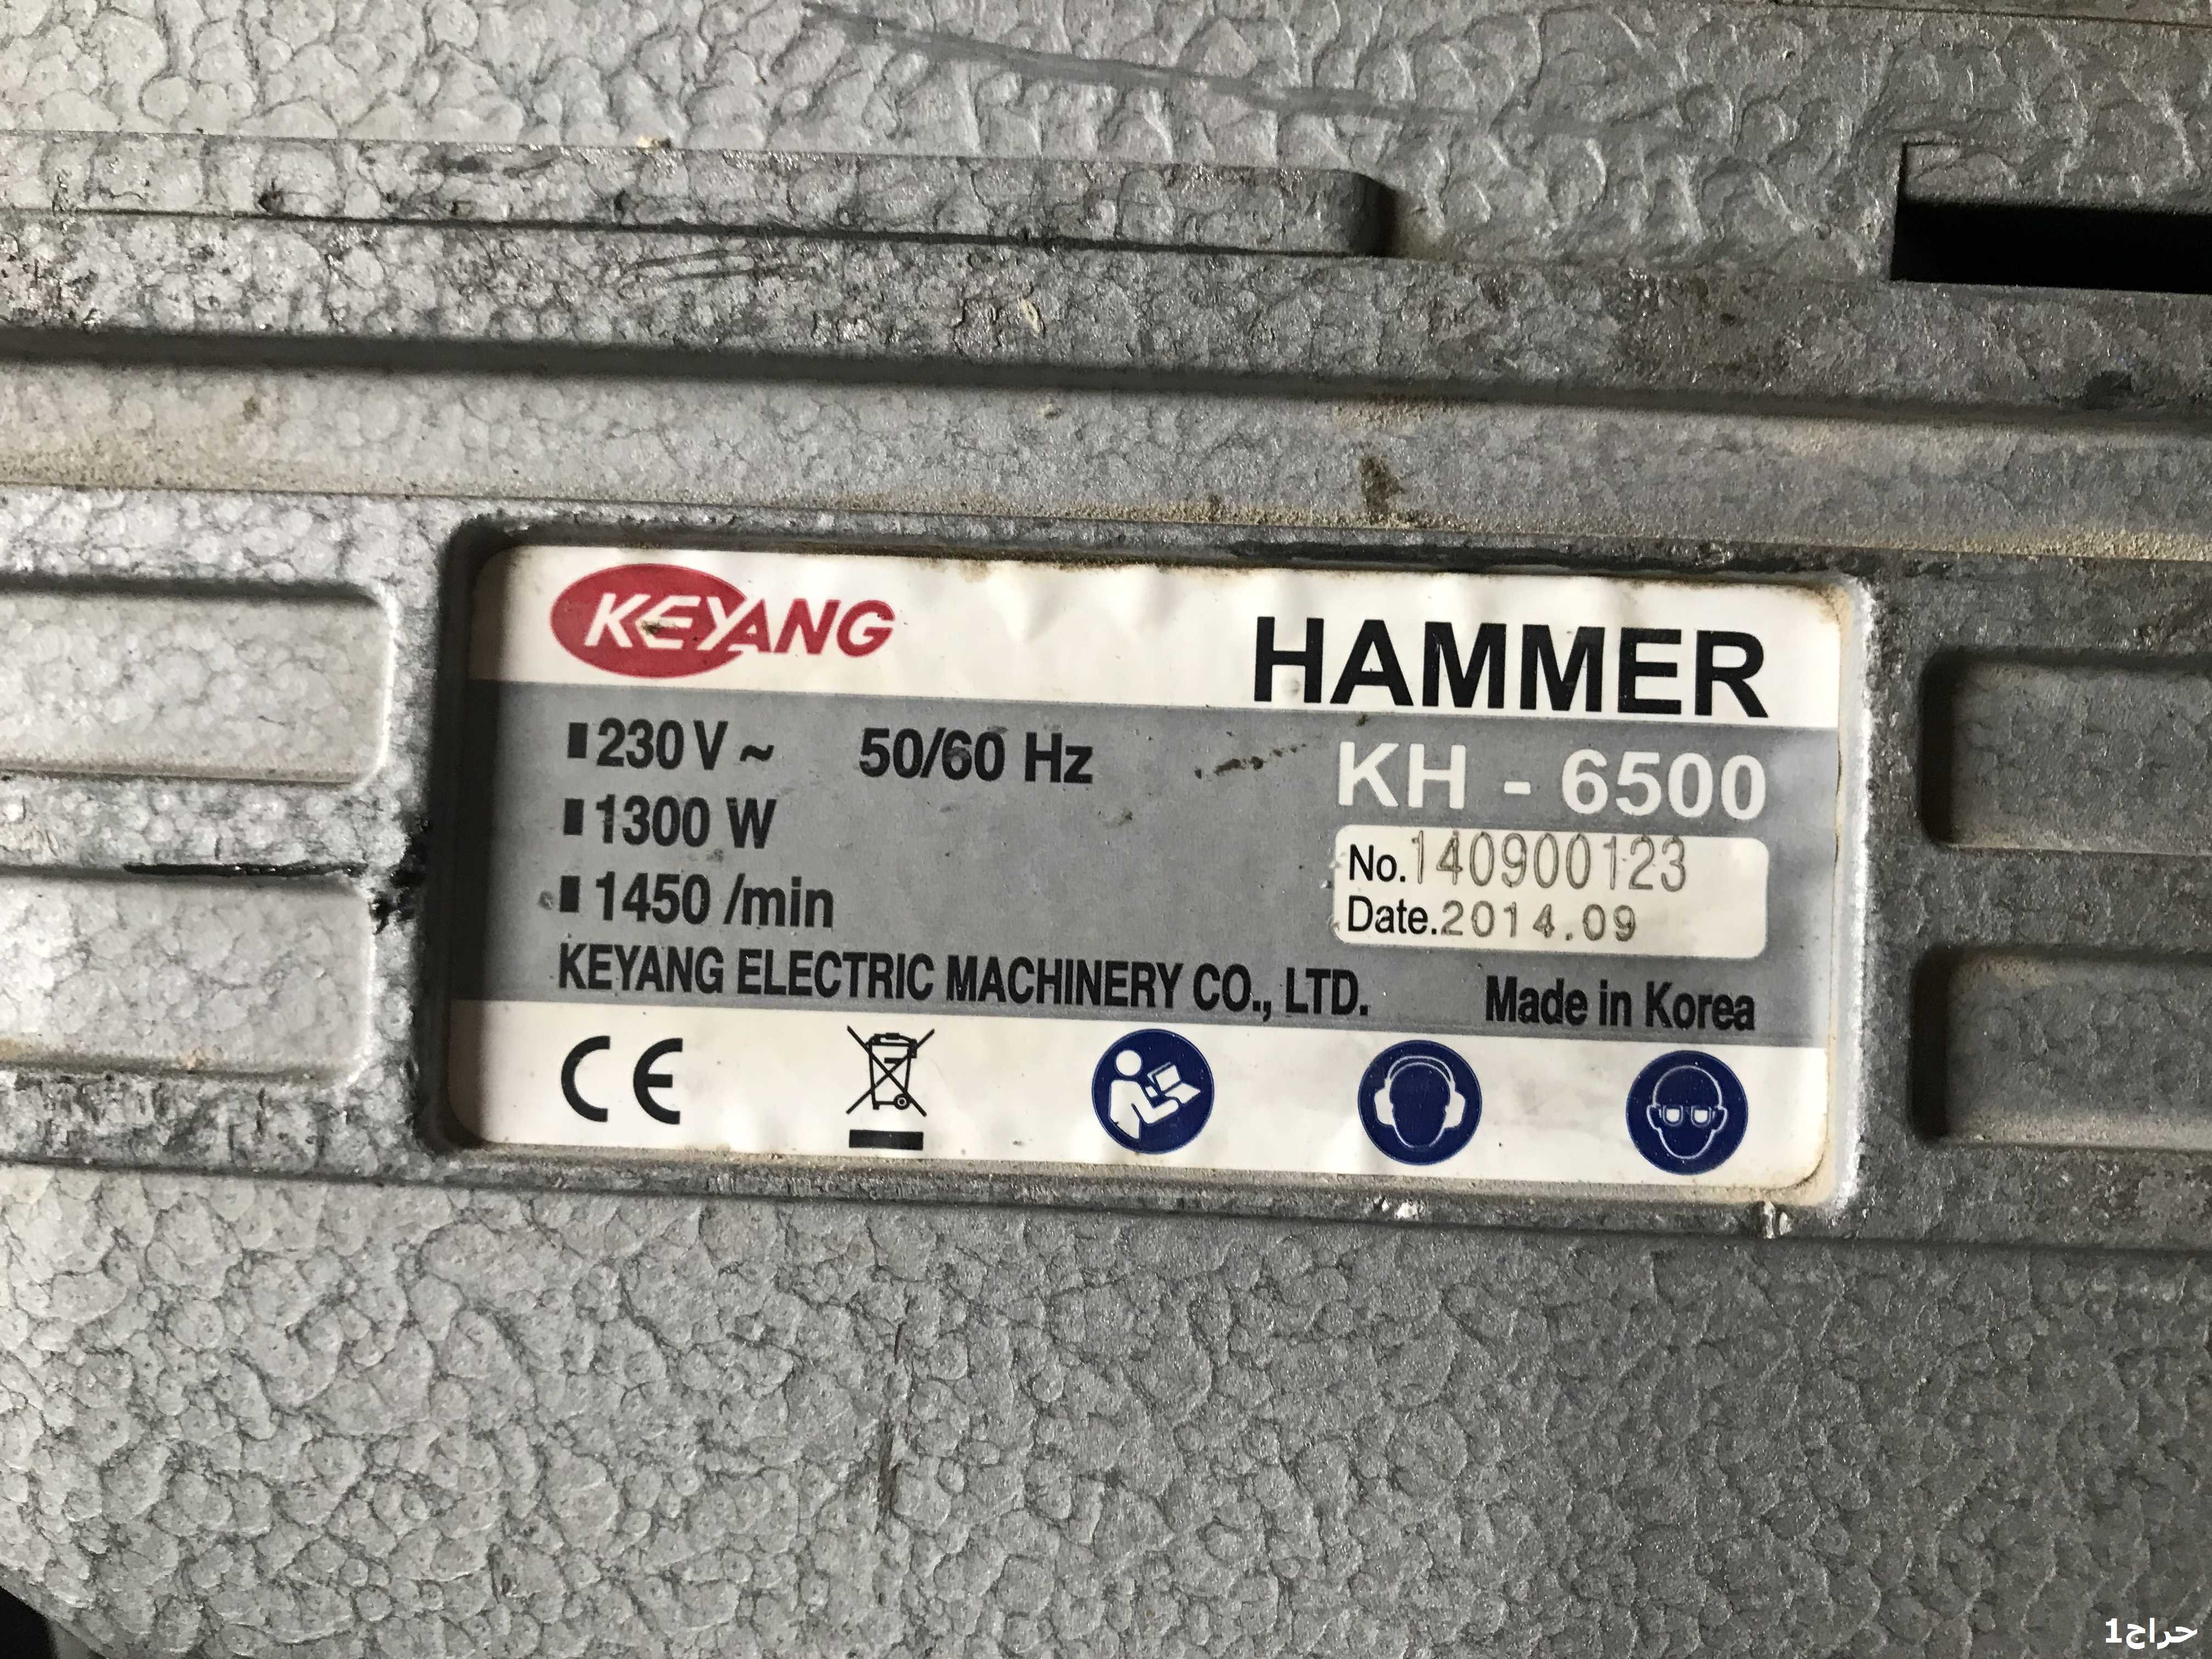 KEYANG
HAMMER
230 V ~ 50/60 Hz
KH - 6500
1300 W
No. 140900123
1450 /min
Date. 2014.09
KEYANG ELECTRIC MACHINERY CO., LTD.
Made in Korea
CE
حراج1